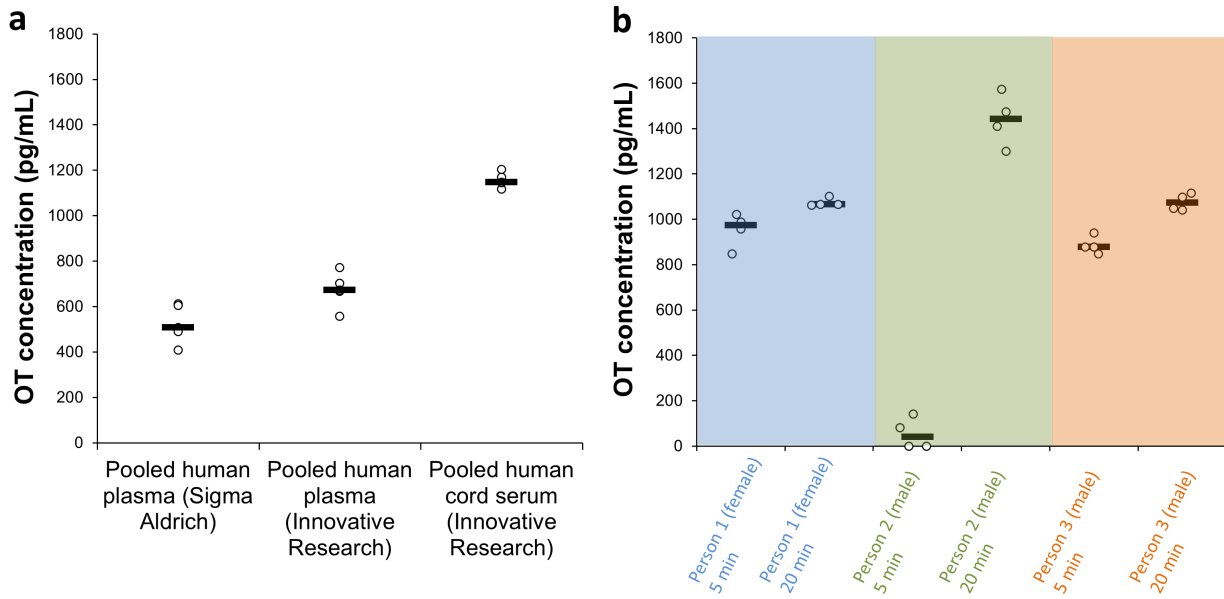 a
OT concentration (pg/mL)
1800
1600
1400
1200
1000
800
600
400
200
0
Pooled human
plasma (Sigma
Aldrich)
Pooled human
plasma
(Innovative
Research)
Pooled human
cord serum
(Innovative
Research)
b
OT concentration (pg/mL)
1800
1600
1400
1200
1000
800
600
400
200
0
Person 1 (female)
5 min
Person 1 (female)
20 min
Person 2 (male)
5 min
Person 2 (male)
20 min
Person 3 (male)
5 min
Person 3 (male)
20 min